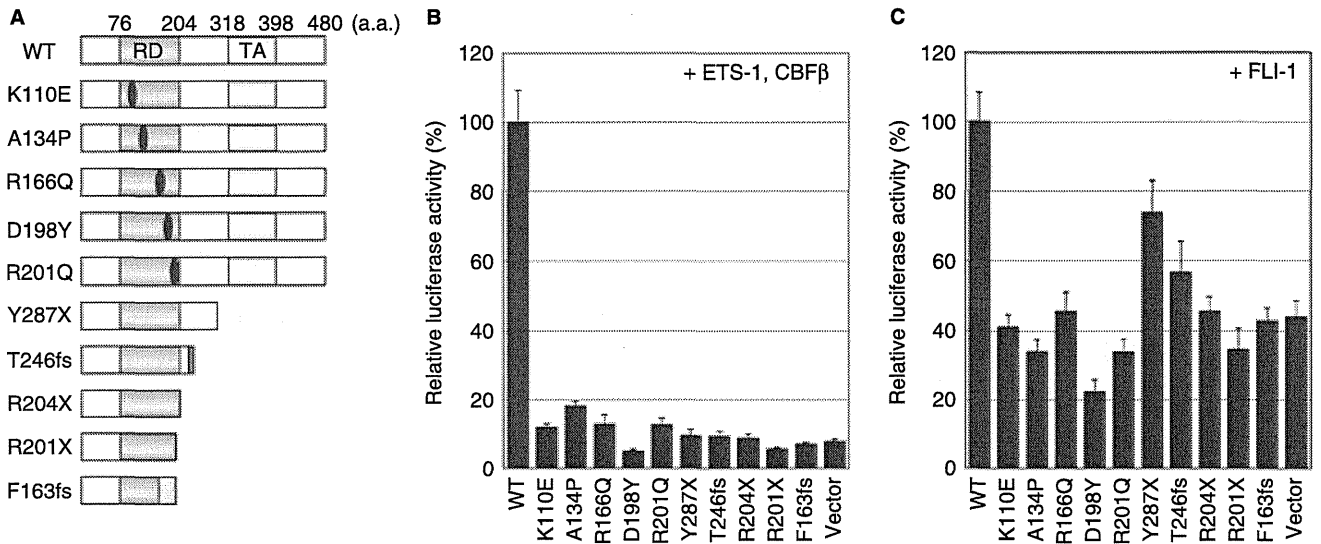 A
76 204 318 398 480 (a.a.)
WT RD TA
K110E
A134P
R166Q
D198Y
R201Q
Y287X
T246fs
R204X
R201X
F163fs
B
+ ETS-1, CBFβ
Relative luciferase activity (%)
120
100
80
60
40
20
0
WT
K110E
A134P
R166Q
D198Y
R201Q
Y287X
T246fs
R204X
R201X
F163fs
Vector
C
+ FLI-1
Relative luciferase activity (%)
120
100
80
60
40
20
0
WT
K110E
A134P
R166Q
D198Y
R201Q
Y287X
T246fs
R204X
R201X
F163fs
Vector